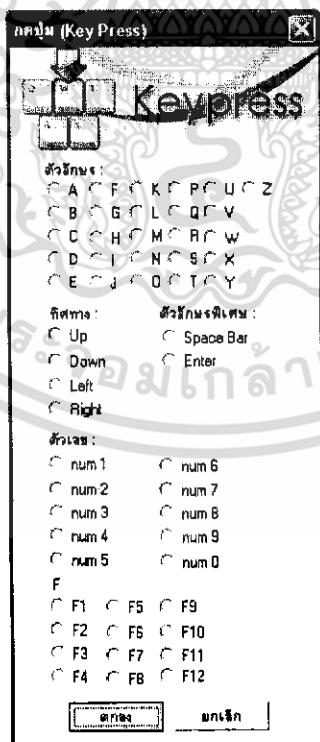 กดปุ่ม (Key Press)
Keypress
ตัวอักษร :
A F K P U Z
B G L Q V
C H M R W
D I N S X
E J O T Y
ทิศทาง : ตัวอักษรพิเศษ :
Up Space Bar
Down Enter
Left
Right
ตัวเลข :
num 1 num 6
num 2 num 7
num 3 num 8
num 4 num 9
num 5 num 0
F
F1 F5 F9
F2 F6 F10
F3 F7 F11
F4 F8 F12
ตกลง ยกเลิก